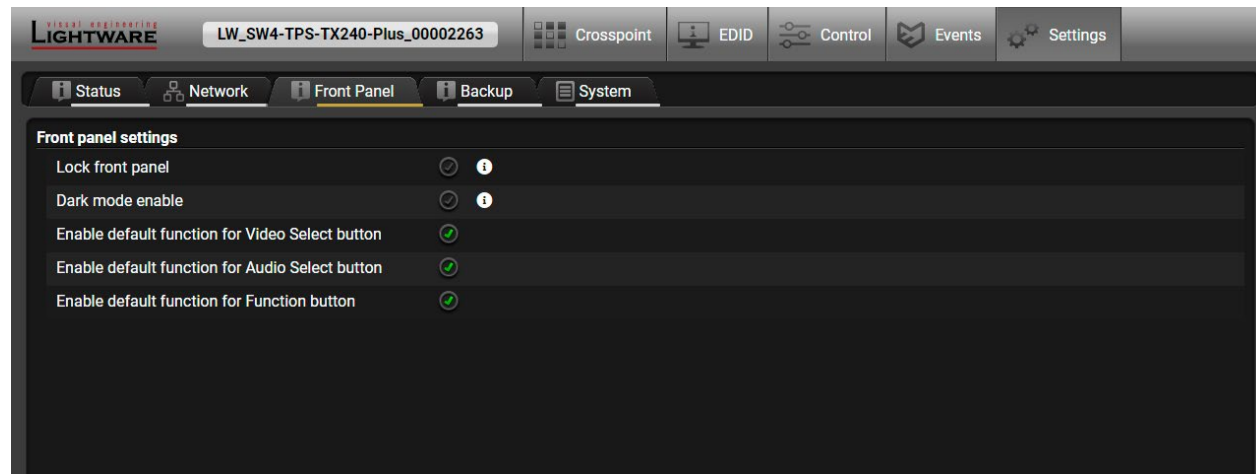 visual engineering
LIGHTWARE
LW_SW4-TPS-TX240-Plus_00002263
Crosspoint
EDID
Control
Events
Settings
Status
Network
Front Panel
Backup
System
Front panel settings
Lock front panel
Dark mode enable
Enable default function for Video Select button
Enable default function for Audio Select button
Enable default function for Function button